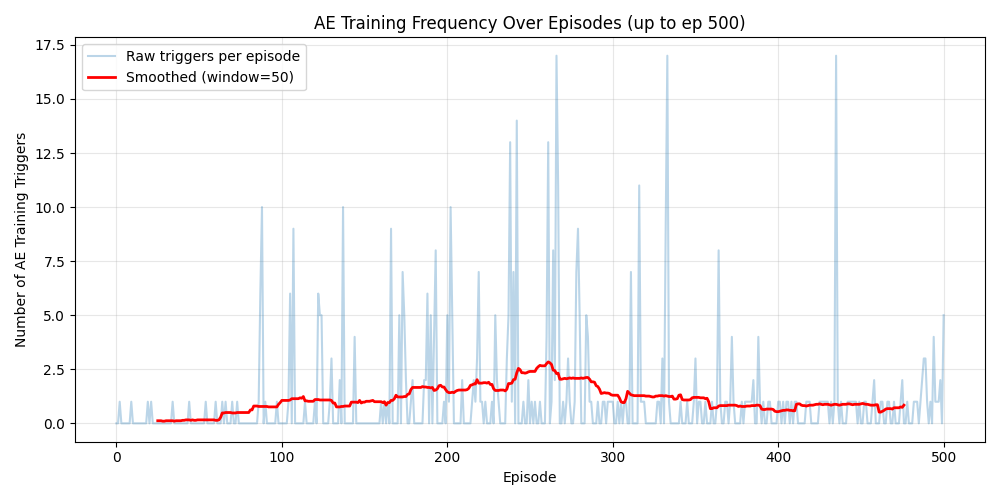 AE Training Frequency Over Episodes (up to ep 500)
Raw triggers per episode
Smoothed (window=50)
Number of AE Training Triggers
17.5
15.0
12.5
10.0
7.5
5.0
2.5
0.0
0 100 200 300 400 500
Episode